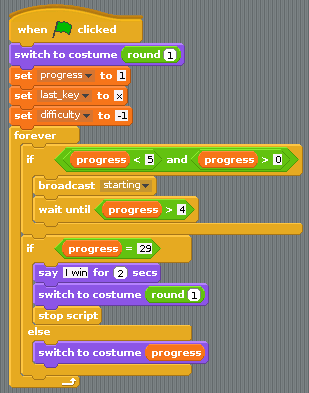 when clicked
switch to costume round 1
set progress to 1
set last_key to x
set difficulty to -1
forever
if progress < 5 and progress > 0
broadcast starting
wait until progress > 4
if progress = 29
say I win for 2 secs
switch to costume round 1
stop script
else
switch to costume progress